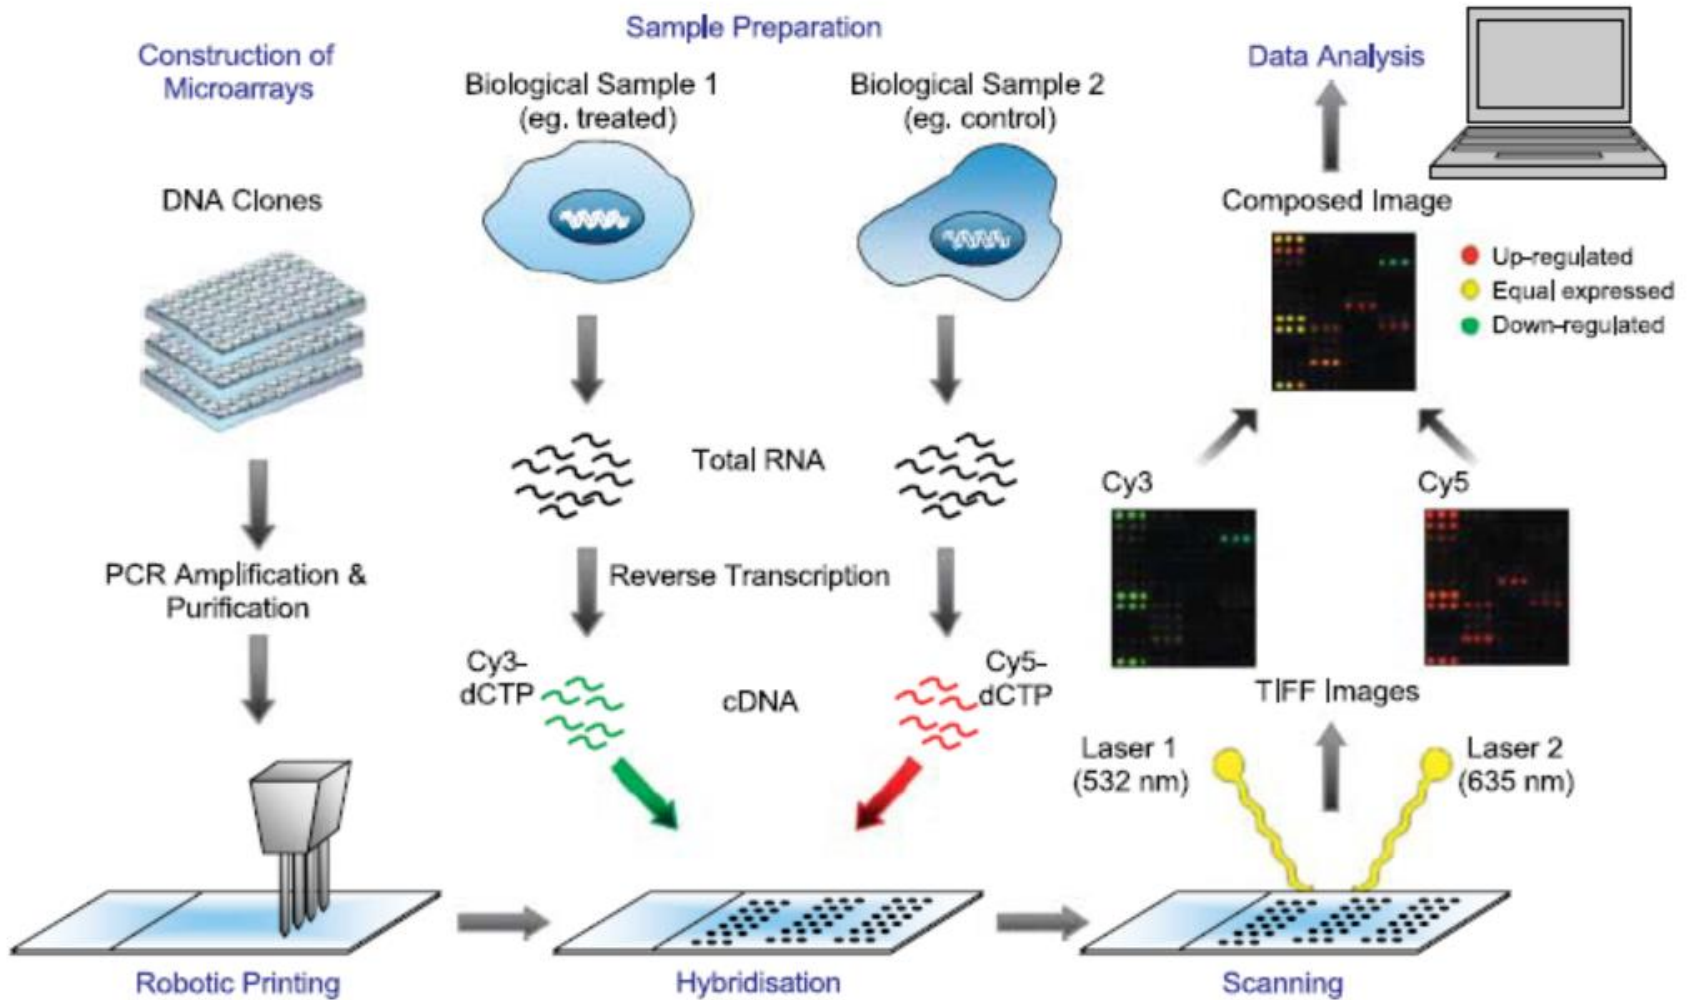 Construction of
Microarrays
DNA Clones
PCR Amplification &
Purification
Robotic Printing
Sample Preparation
Biological Sample 1
(eg. treated)
Biological Sample 2
(eg. control)
Total RNA
Reverse Transcription
Cy3-
dCTP
cDNA
Cy5-
dCTP
Hybridisation
Data Analysis
Composed Image
Up-regulated
Equal expressed
Down-regulated
Cy3
Cy5
TIFF Images
Laser 1
(532 nm)
Laser 2
(635 nm)
Scanning